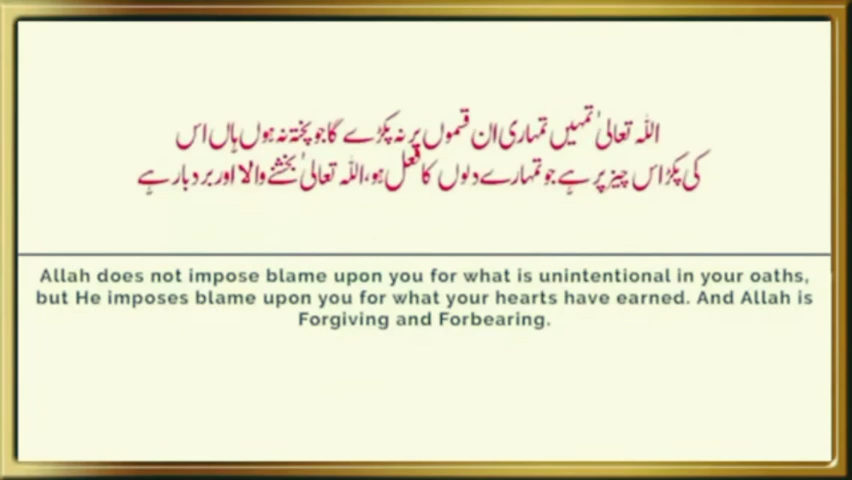 اللہ تعالیٰ تمہیں تمہاری ان قسموں پر نہ پکڑے گا جو پختہ نہ ہوں ہاں اس
کی پکڑ اس چیز پر ہے جو تمہارے دلوں کا فعل ہو، اللہ تعالیٰ بخشنے والا اور بردبار ہے
Allah does not impose blame upon you for what is unintentional in your oaths,
but He imposes blame upon you for what your hearts have earned. And Allah is
Forgiving and Forbearing.